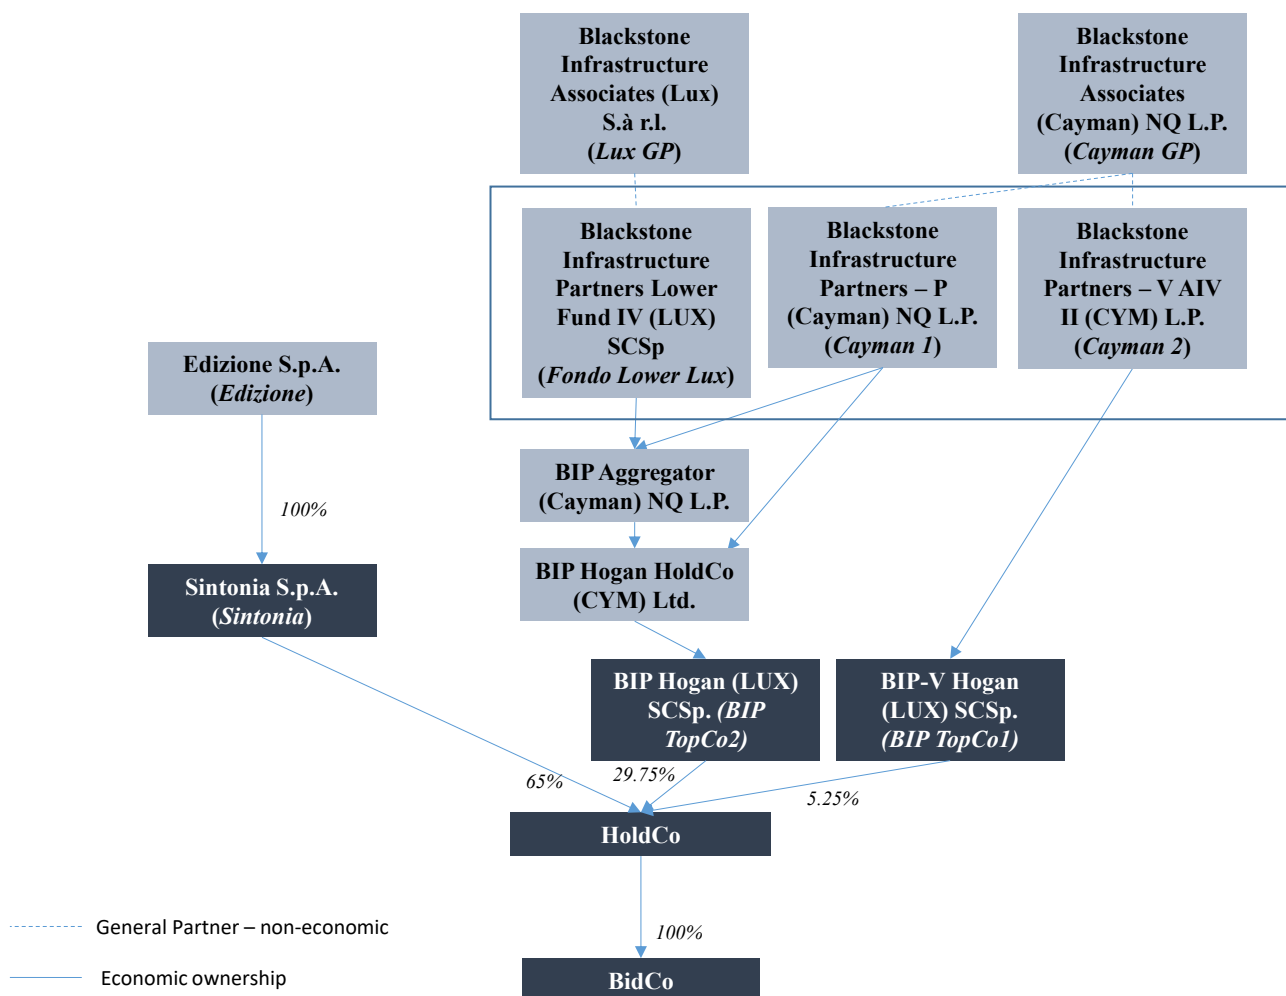 Blackstone
Infrastructure
Associates (Lux)
S.à r.l.
(Lux GP)
Blackstone
Infrastructure
Associates
(Cayman) NQ L.P.
(Cayman GP)
Blackstone
Infrastructure
Partners Lower
Fund IV (LUX)
SCSp
(Fondo Lower Lux)
Blackstone
Infrastructure
Partners – P
(Cayman) NQ L.P.
(Cayman 1)
Blackstone
Infrastructure
Partners – V AIV
II (CYM) L.P.
(Cayman 2)
Edizione S.p.A.
(Edizione)
BIP Aggregator
(Cayman) NQ L.P.
100%
BIP Hogan HoldCo
(CYM) Ltd.
Sintonia S.p.A.
(Sintonia)
BIP Hogan (LUX)
SCSp. (BIP
TopCo2)
BIP-V Hogan
(LUX) SCSp.
(BIP TopCo1)
65%
29.75%
5.25%
HoldCo
General Partner – non-economic
100%
Economic ownership
BidCo